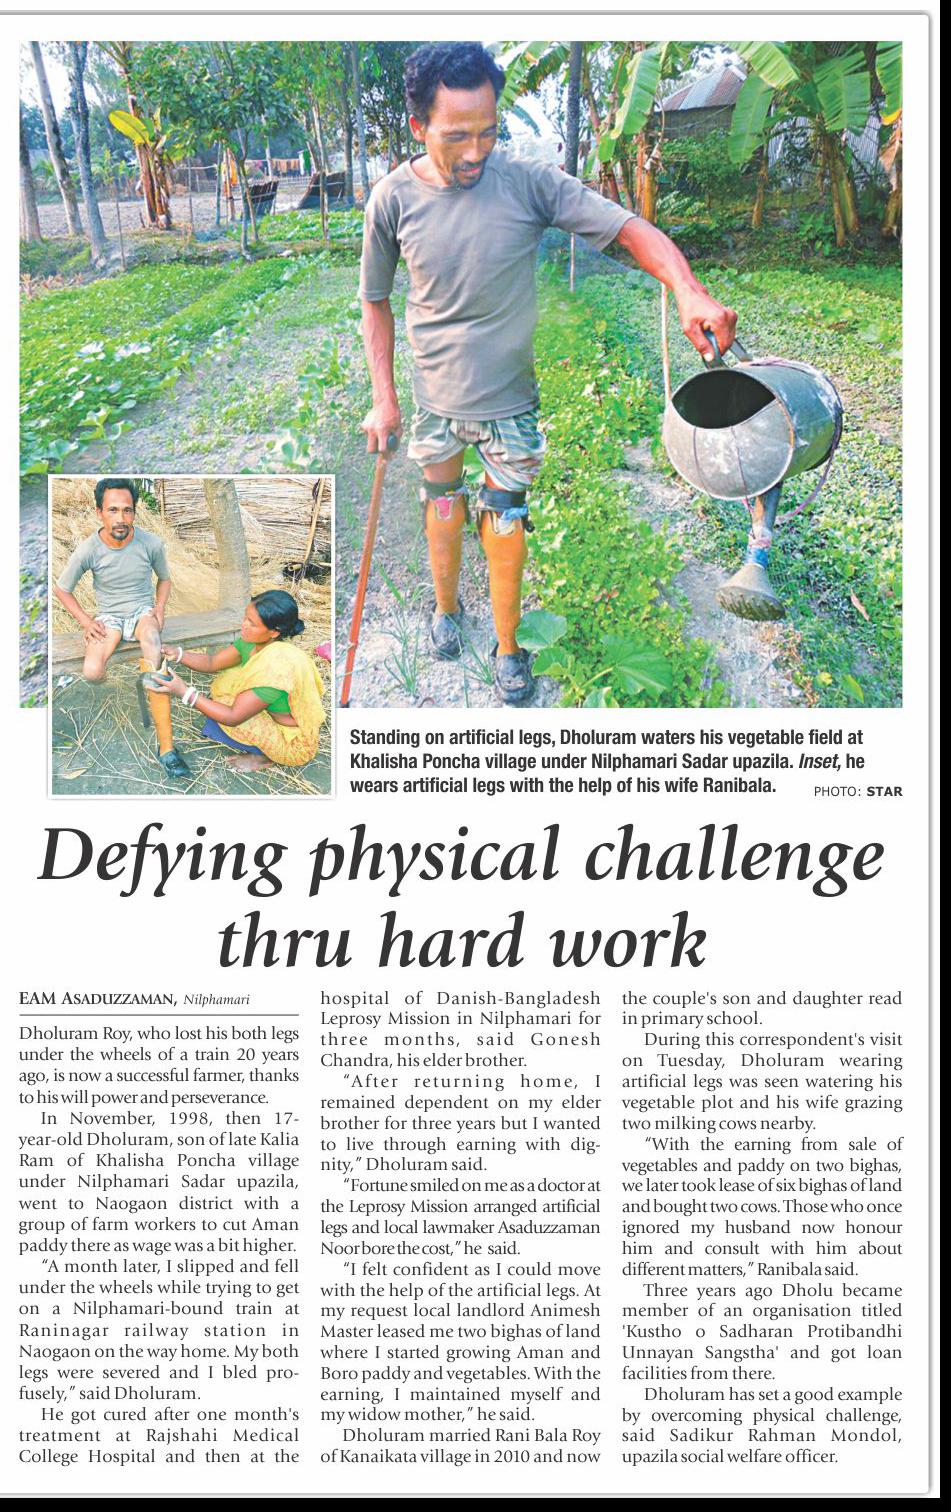 Standing on artificial legs, Dholuram waters his vegetable field at
Khalisha Poncha village under Nilphamari Sadar upazila. Inset, he
wears artificial legs with the help of his wife Ranibala.
PHOTO: STAR
Defying physical challenge
thru hard work
EAM ASADUZZAMAN, Nilphamari
Dholuram Roy, who lost his both legs
under the wheels of a train 20 years
ago, is now a successful farmer, thanks
to his will power and perseverance.
In November, 1998, then 17-
year-old Dholuram, son of late Kalia
Ram of Khalisha Poncha village
under Nilphamari Sadar upazila,
went to Naogaon district with a
group of farm workers to cut Aman
paddy there as wage was a bit higher.
“A month later, I slipped and fell
under the wheels while trying to get
on a Nilphamari-bound train at
Raninagar railway station in
Naogaon on the way home. My both
legs were severed and I bled pro-
fusely,” said Dholuram.
He got cured after one month's
treatment at Rajshahi Medical
College Hospital and then at the
hospital of Danish-Bangladesh
Leprosy Mission in Nilphamari for
three months, said Gonesh
Chandra, his elder brother.
“After returning home, I
remained dependent on my elder
brother for three years but I wanted
to live through earning with dig-
nity,” Dholuram said.
“Fortune smiled on me as a doctor at
the Leprosy Mission arranged artificial
legs and local lawmaker Asaduzzaman
Noor bore the cost,” he said.
“I felt confident as I could move
with the help of the artificial legs. At
my request local landlord Animesh
Master leased me two bighas of land
where I started growing Aman and
Boro paddy and vegetables. With the
earning, I maintained myself and
my widow mother,” he said.
Dholuram married Rani Bala Roy
of Kanaikata village in 2010 and now
the couple's son and daughter read
in primary school.
During this correspondent's visit
on Tuesday, Dholuram wearing
artificial legs was seen watering his
vegetable plot and his wife grazing
two milking cows nearby.
“With the earning from sale of
vegetables and paddy on two bighas,
we later took lease of six bighas of land
and bought two cows. Those who once
ignored my husband now honour
him and consult with him about
different matters,” Ranibala said.
Three years ago Dholu became
member of an organisation titled
'Kustho o Sadharan Protibandhi
Unnayan Sangstha' and got loan
facilities from there.
Dholuram has set a good example
by overcoming physical challenge,
said Sadikur Rahman Mondol,
upazila social welfare officer.